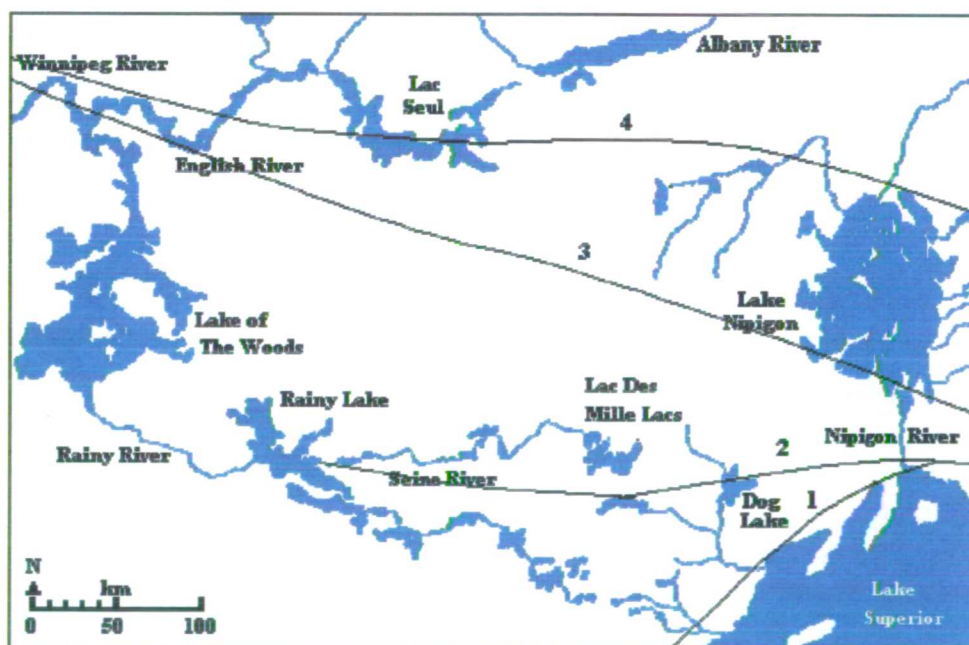 Winnipeg River
Albany River
Lac
Seul
4
English River
3
Lake
Nipigon
Lake of
The Woods
Rainy Lake
Lac Des
Mille Lacs
Nipigon River
2
Rainy River
Seine River
1
Dog
Lake
N
km
0 50 100
Lake
Superior